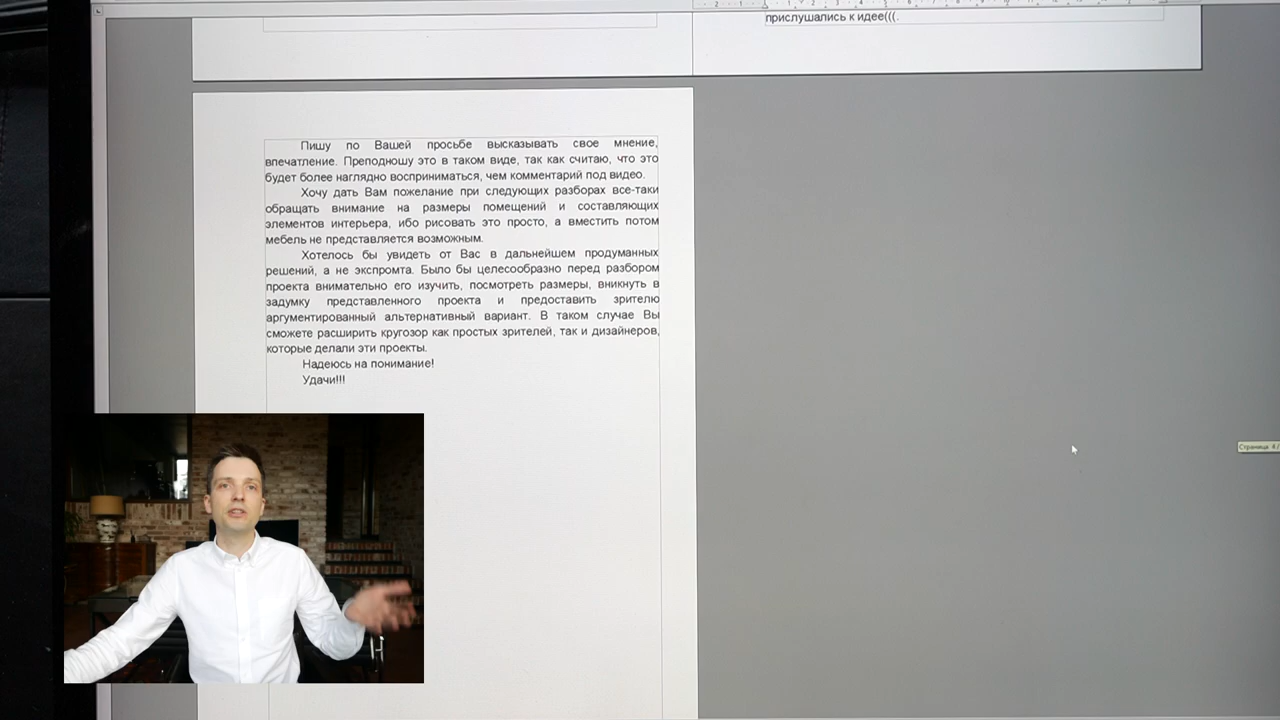 прислушались к идее(((.
Пишу по Вашей просьбе высказывать свое мнение,
впечатление. Преподношу это в таком виде, так как считаю, что это
будет более наглядно восприниматься, чем комментарий под видео.
Хочу дать Вам пожелание при следующих разборах все-таки
обращать внимание на размеры помещений и составляющих
элементов интерьера, ибо рисовать это просто, а вместить потом
мебель не представляется возможным.
Хотелось бы увидеть от Вас в дальнейшем продуманных
решений, а не экспромта. Было бы целесообразно перед разбором
проекта внимательно его изучить, посмотреть размеры, вникнуть в
задумку представленного проекта и предоставить зрителю
аргументированный альтернативный вариант. В таком случае Вы
сможете расширить кругозор как простых зрителей, так и дизайнеров,
которые делали эти проекты.
Надеюсь на понимание!
Удачи!!!
Страница